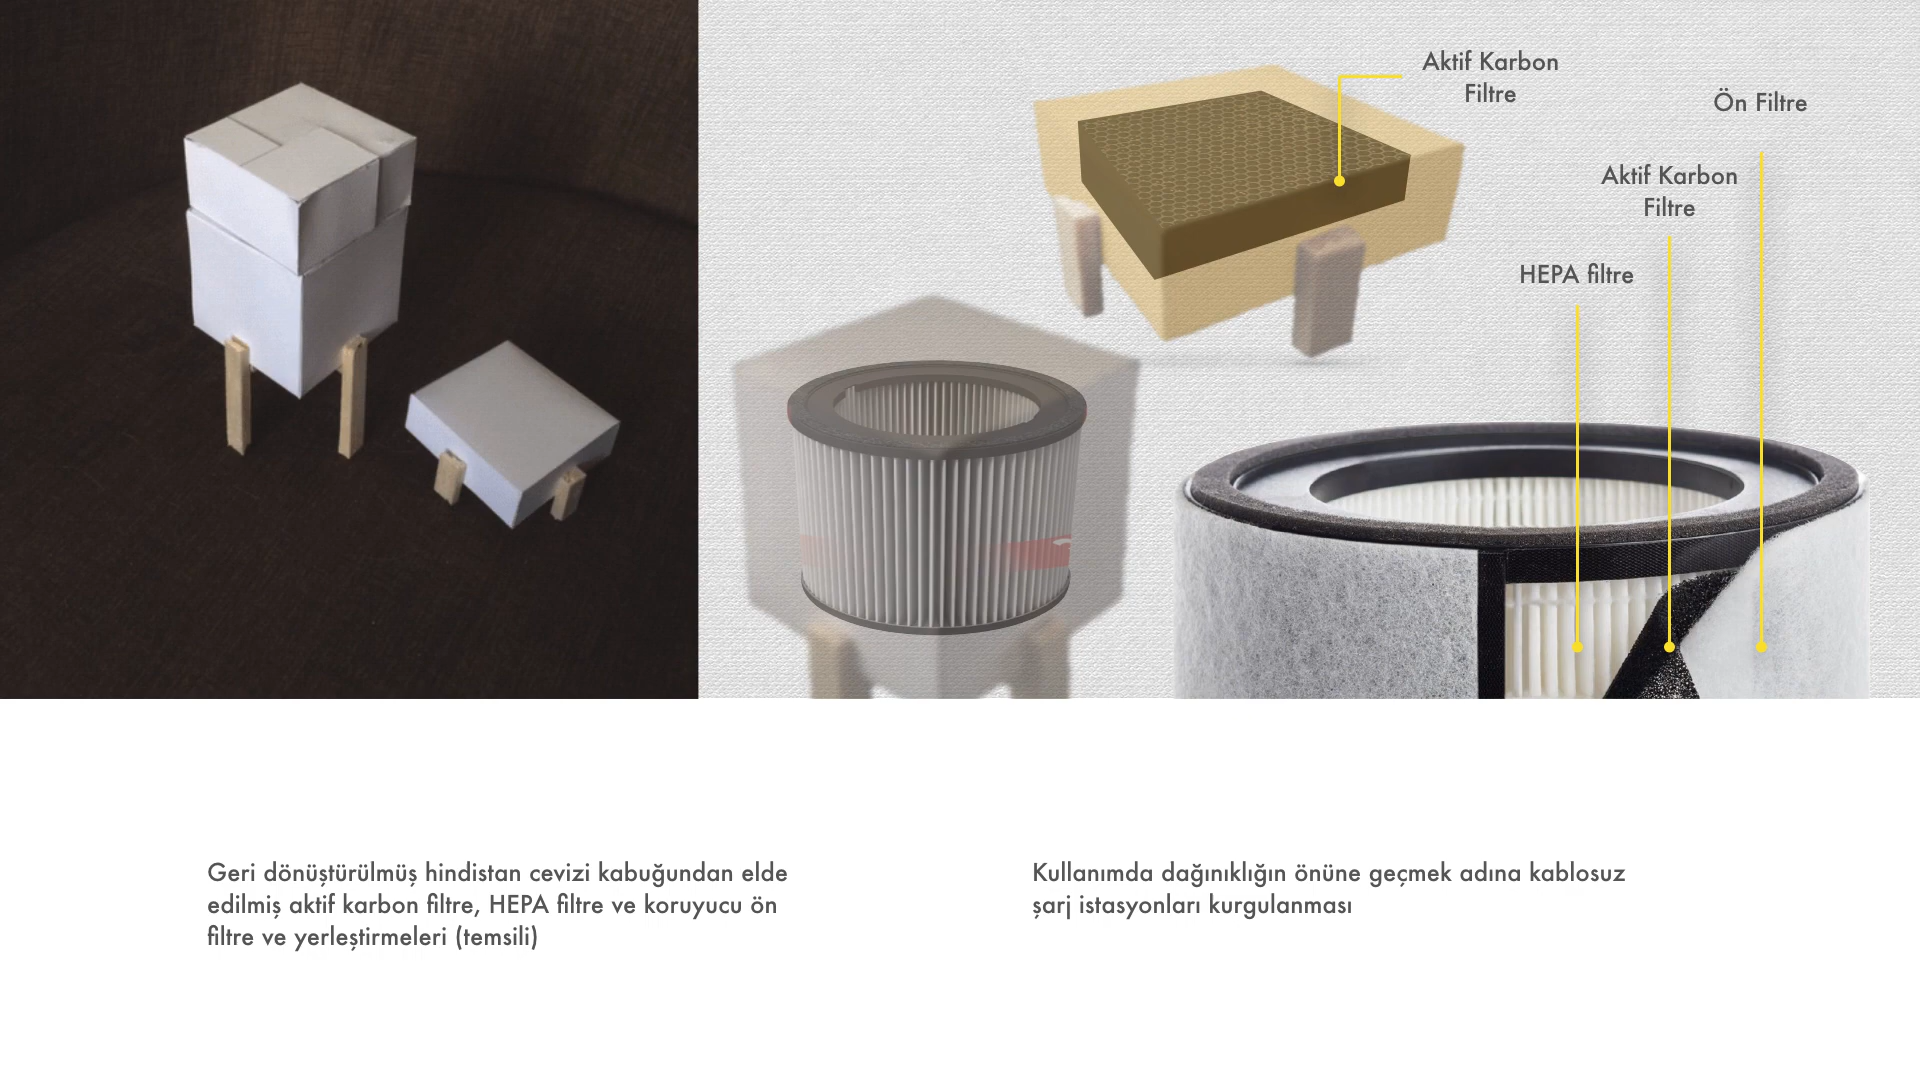 Aktif Karbon
Filtre
Ön Filtre
Aktif Karbon
Filtre
HEPA filtre
Geri dönüştürülmüş hindistan cevizi kabuğundan elde
edilmiş aktif karbon filtre, HEPA filtre ve koruyucu ön
filtre ve yerleştirmeleri (temsili)
Kullanımda dağınıklığın önüne geçmek adına kablosuz
şarj istasyonları kurgulanması